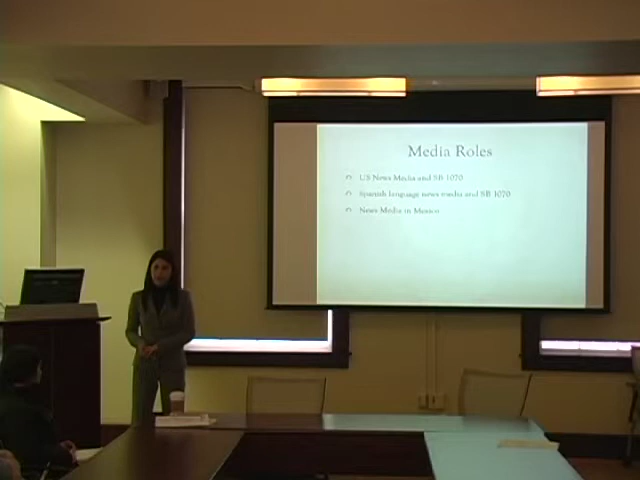 Media Roles
US News Media and SB 1070
Spanish language news media and SB 1070
News Media in Mexico